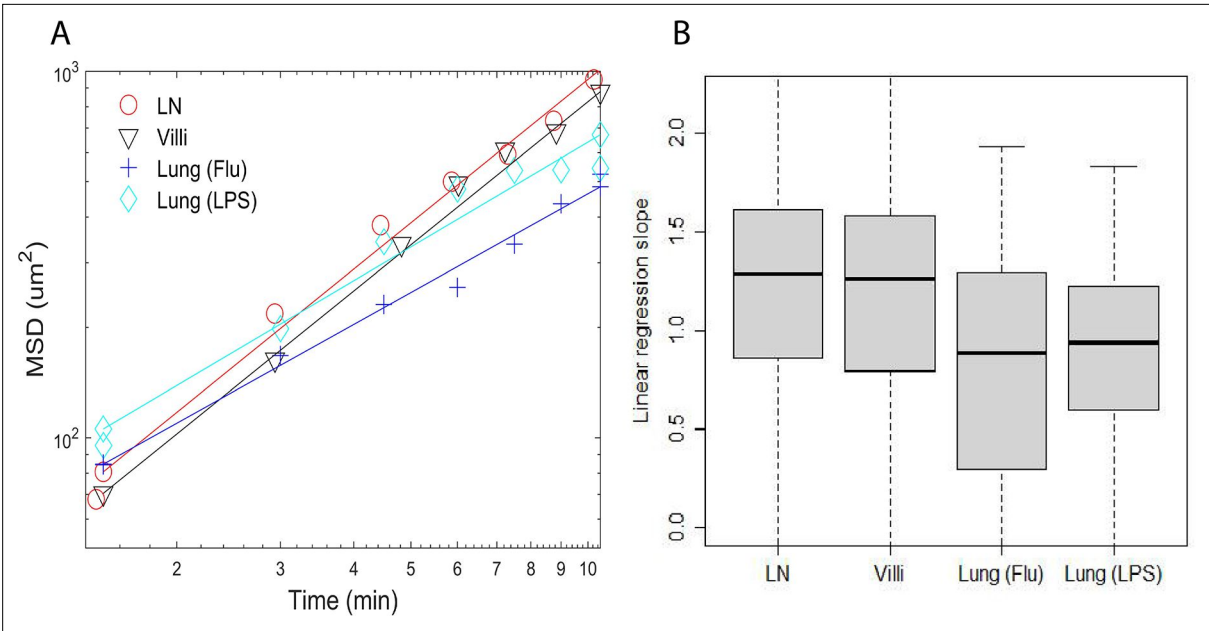 A
10³
10²
MSD (um²)
LN
Villi
Lung (Flu)
Lung (LPS)
2 3 4 5 6 7 8 9 10
Time (min)
B
2.0
1.5
1.0
0.5
0.0
Linear regression slope
LN Villi Lung (Flu) Lung (LPS)